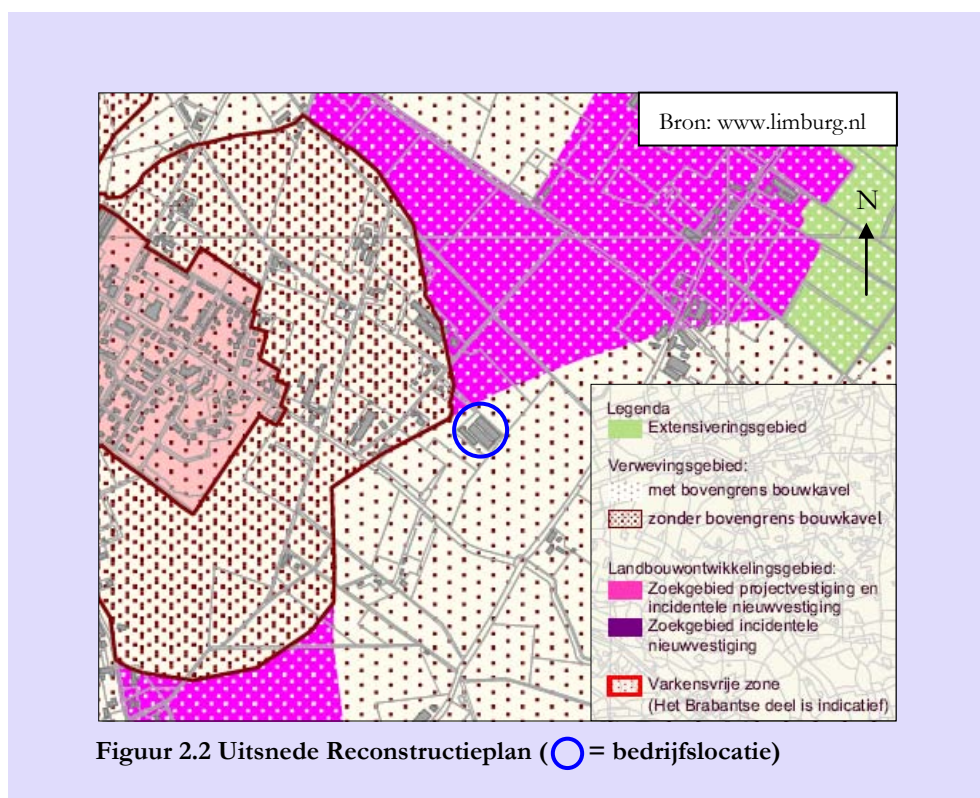 Bron: www.limburg.nl
N
Legenda
Extensiveringsgebied
Verwevingsgebied:
met bovengrens bouwkavel
zonder bovengrens bouwkavel
Landbouwontwikkelingsgebied:
Zoekgebied projectvestiging en
incidentele nieuwvestiging
Zoekgebied incidentele
nieuwvestiging
Varkensvrije zone
(Het Brabantse deel is indicatief)
Figuur 2.2 Uitsnede Reconstructieplan ( = bedrijfslocatie)